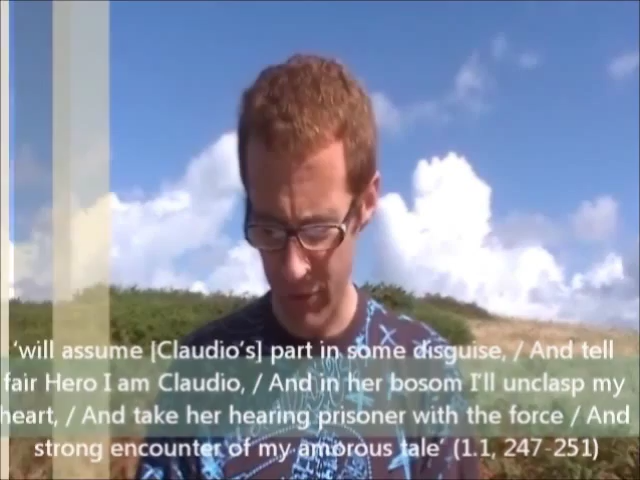 ‘will assume [Claudio’s] part in some disguise, / And tell
fair Hero I am Claudio, / And in her bosom I'll unclasp my
heart, / And take her hearing prisoner with the force / And
strong encounter of my amorous tale’ (1.1, 247-251)